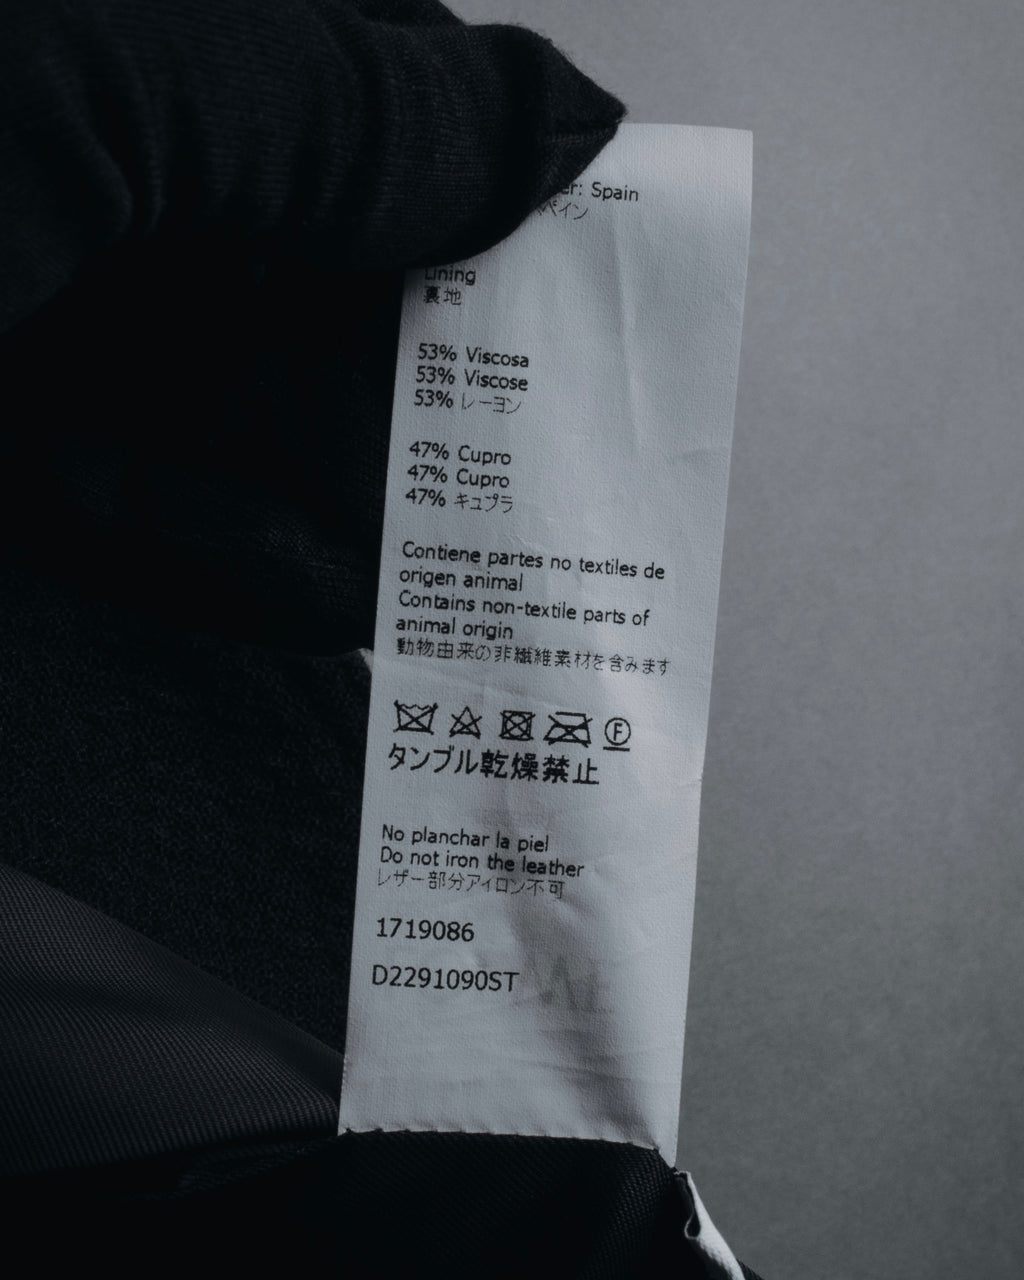 Spain
ペイン
Lining
裏地
53% Viscosa
53% Viscose
53% レーヨン
47% Cupro
47% Cupro
47% キュプラ
Contiene partes no textiles de
origen animal
Contains non-textile parts of
animal origin
動物由来の非繊維素材を含みます
F
タンブル乾燥禁止
No planchar la piel
Do not iron the leather
レザー部分アイロン不可
1719086
D2291090ST